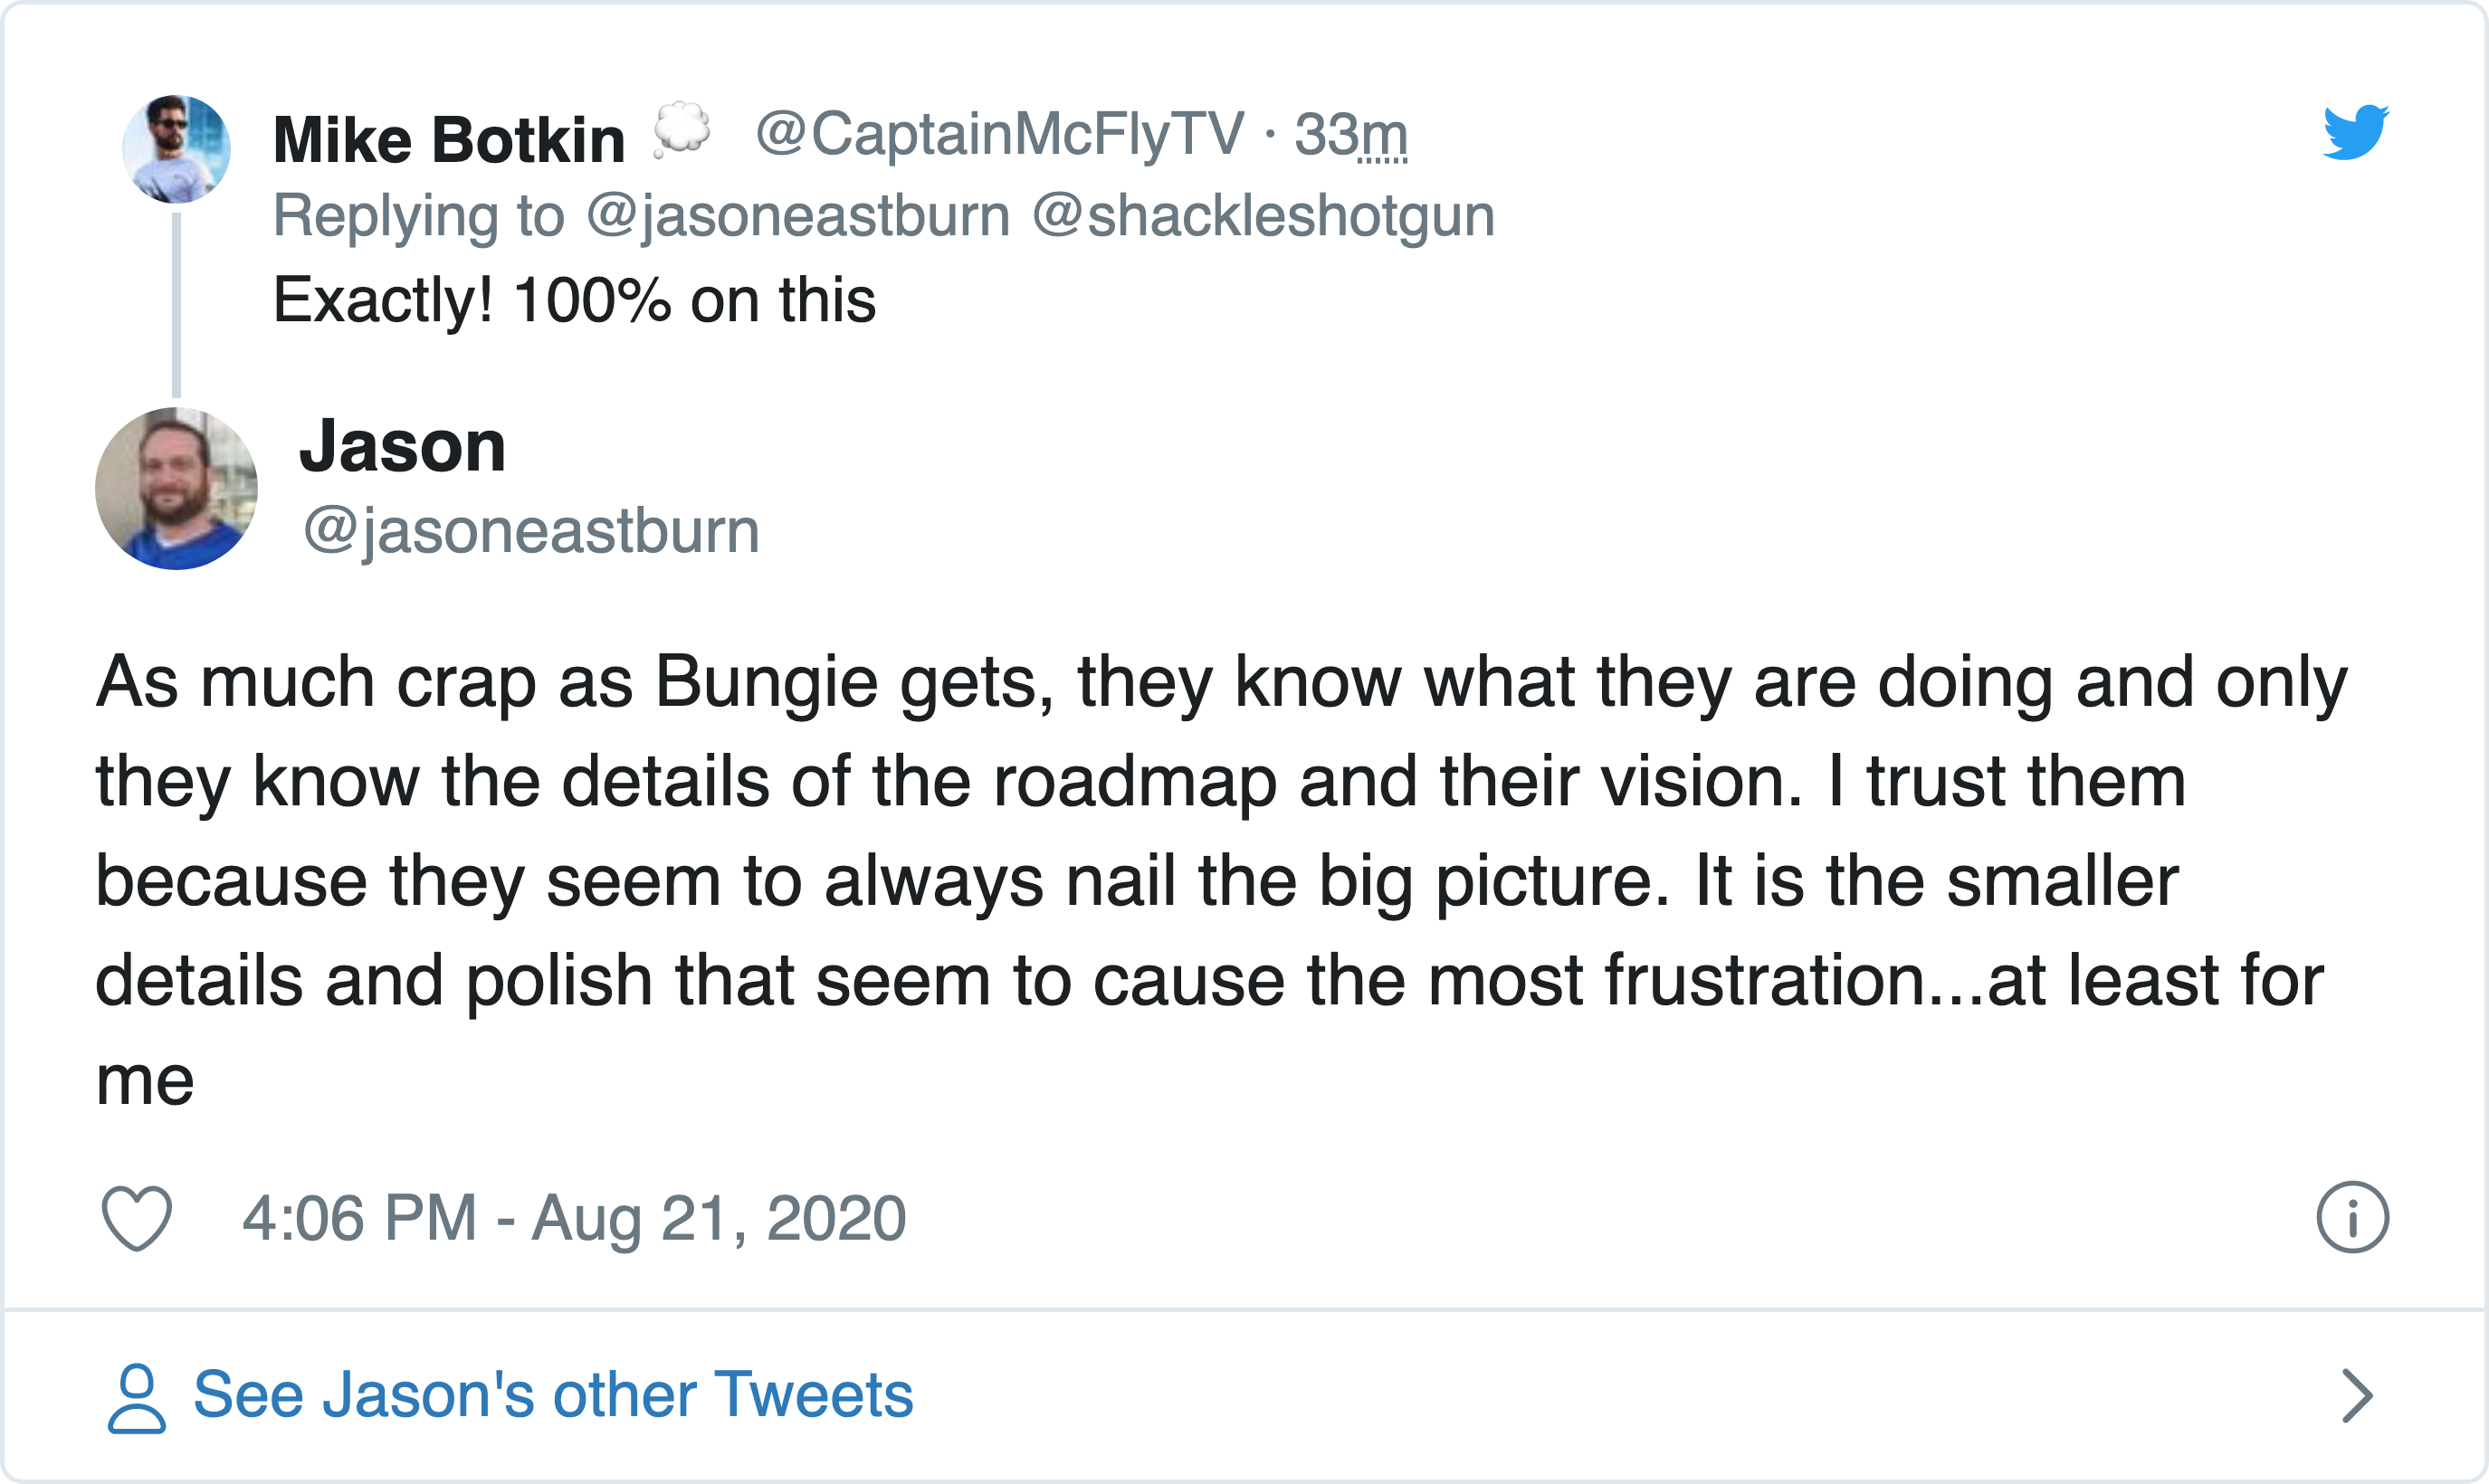 Mike Botkin 💭 @CaptainMcFlyTV · 33m
Replying to @jasoneastburn @shackleshotgun
Exactly! 100% on this
Jason
@jasoneastburn
As much crap as Bungie gets, they know what they are doing and only
they know the details of the roadmap and their vision. I trust them
because they seem to always nail the big picture. It is the smaller
details and polish that seem to cause the most frustration...at least for
me
4:06 PM - Aug 21, 2020
See Jason's other Tweets